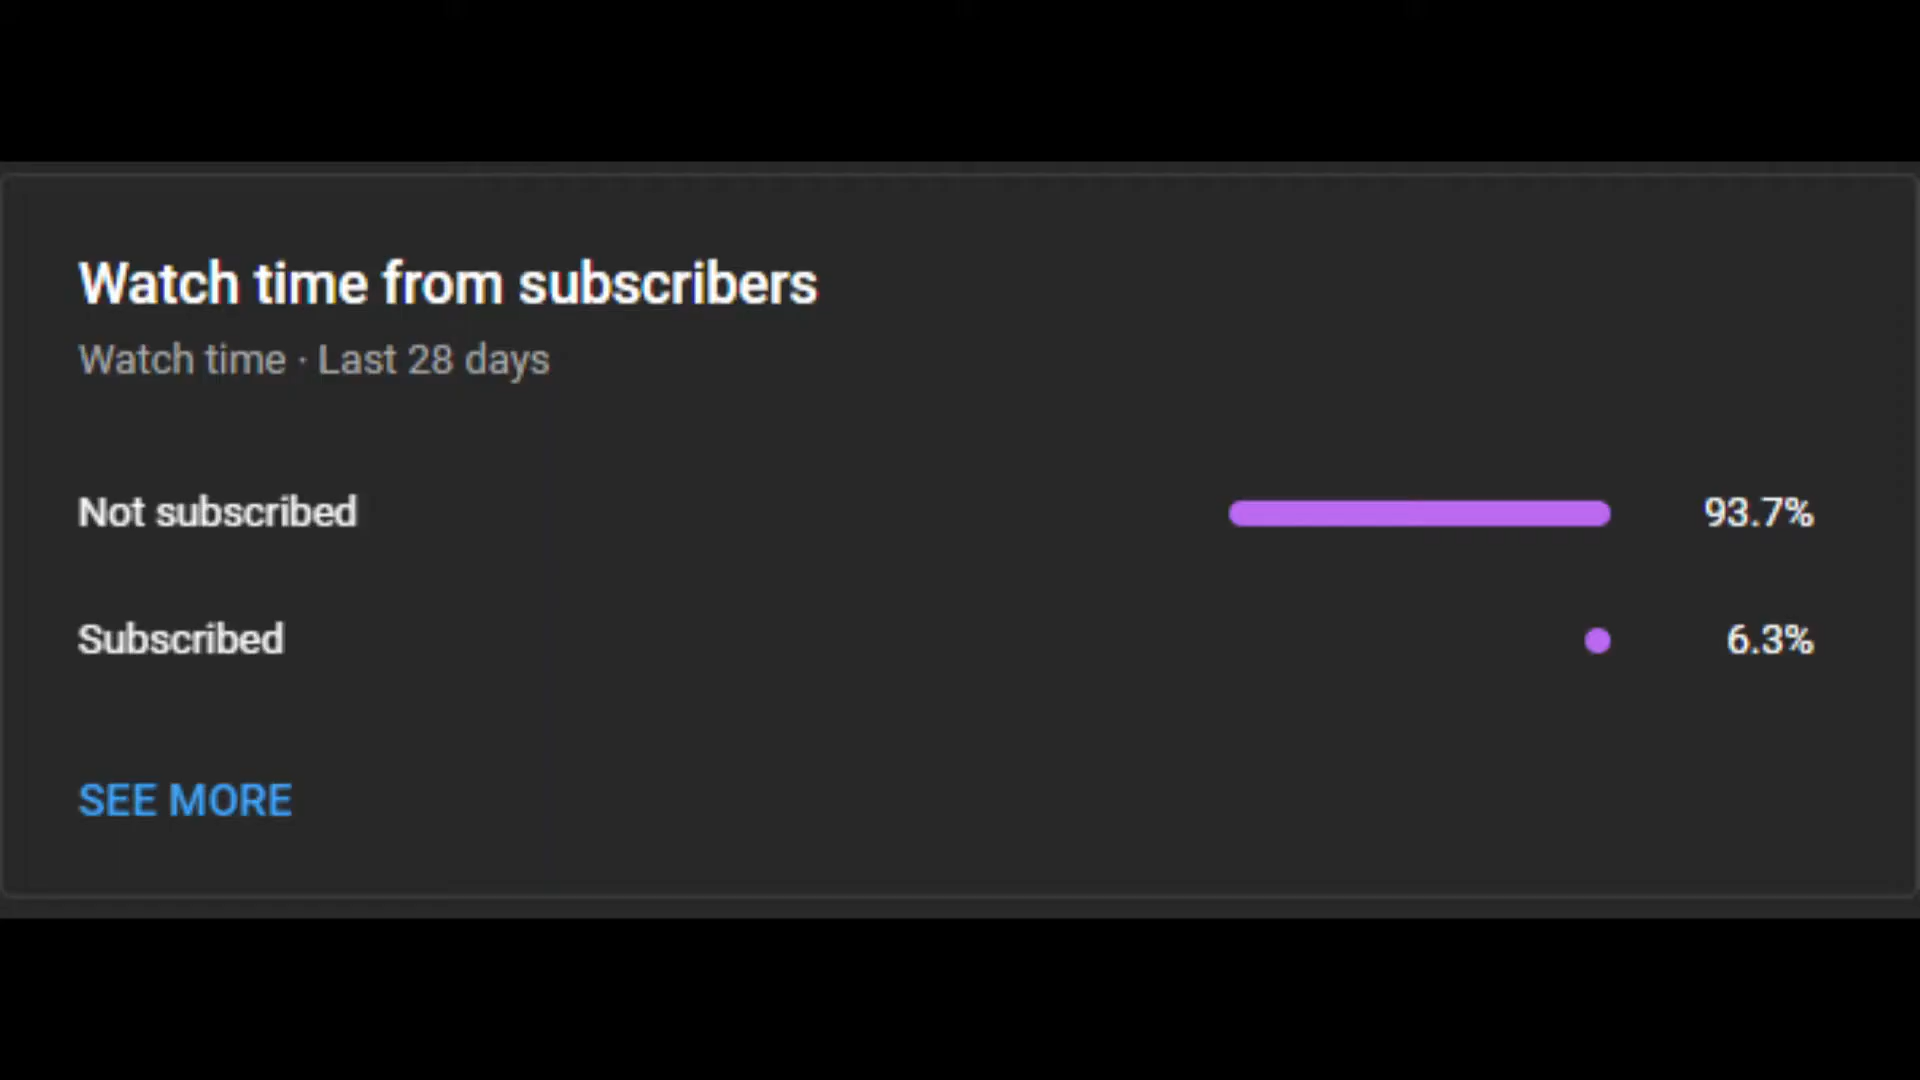 Watch time from subscribers
Watch time · Last 28 days
Not subscribed 93.7%
Subscribed 6.3%
SEE MORE